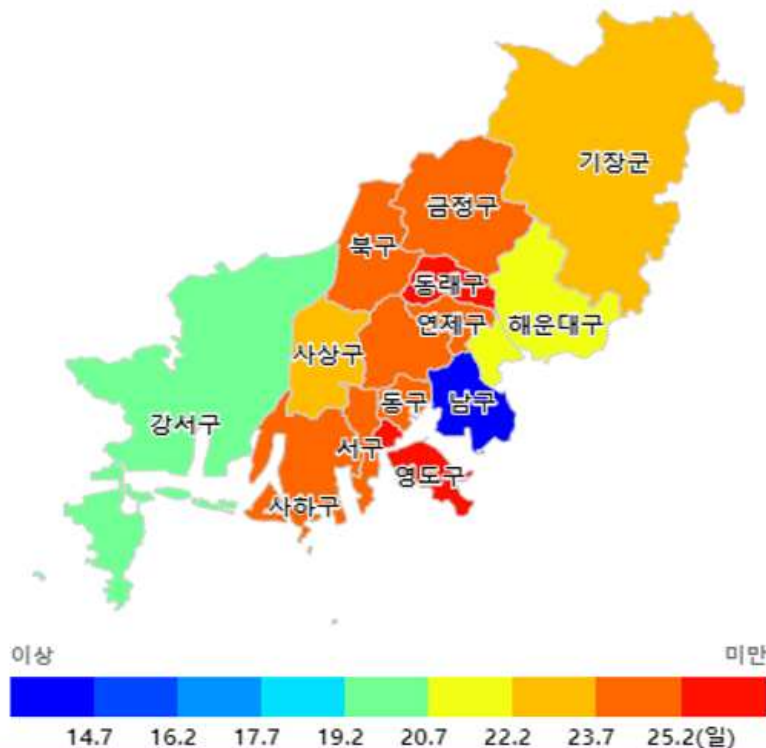 기장군
금정구
북구
동래구
연제구
해운대구
사상구
동구
남구
강서구
서구
영도구
사하구
이상 미만
14.7 16.2 17.7 19.2 20.7 22.2 23.7 25.2(일)